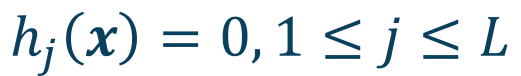 hⱼ(x) = 0, 1 ≤ j ≤ L